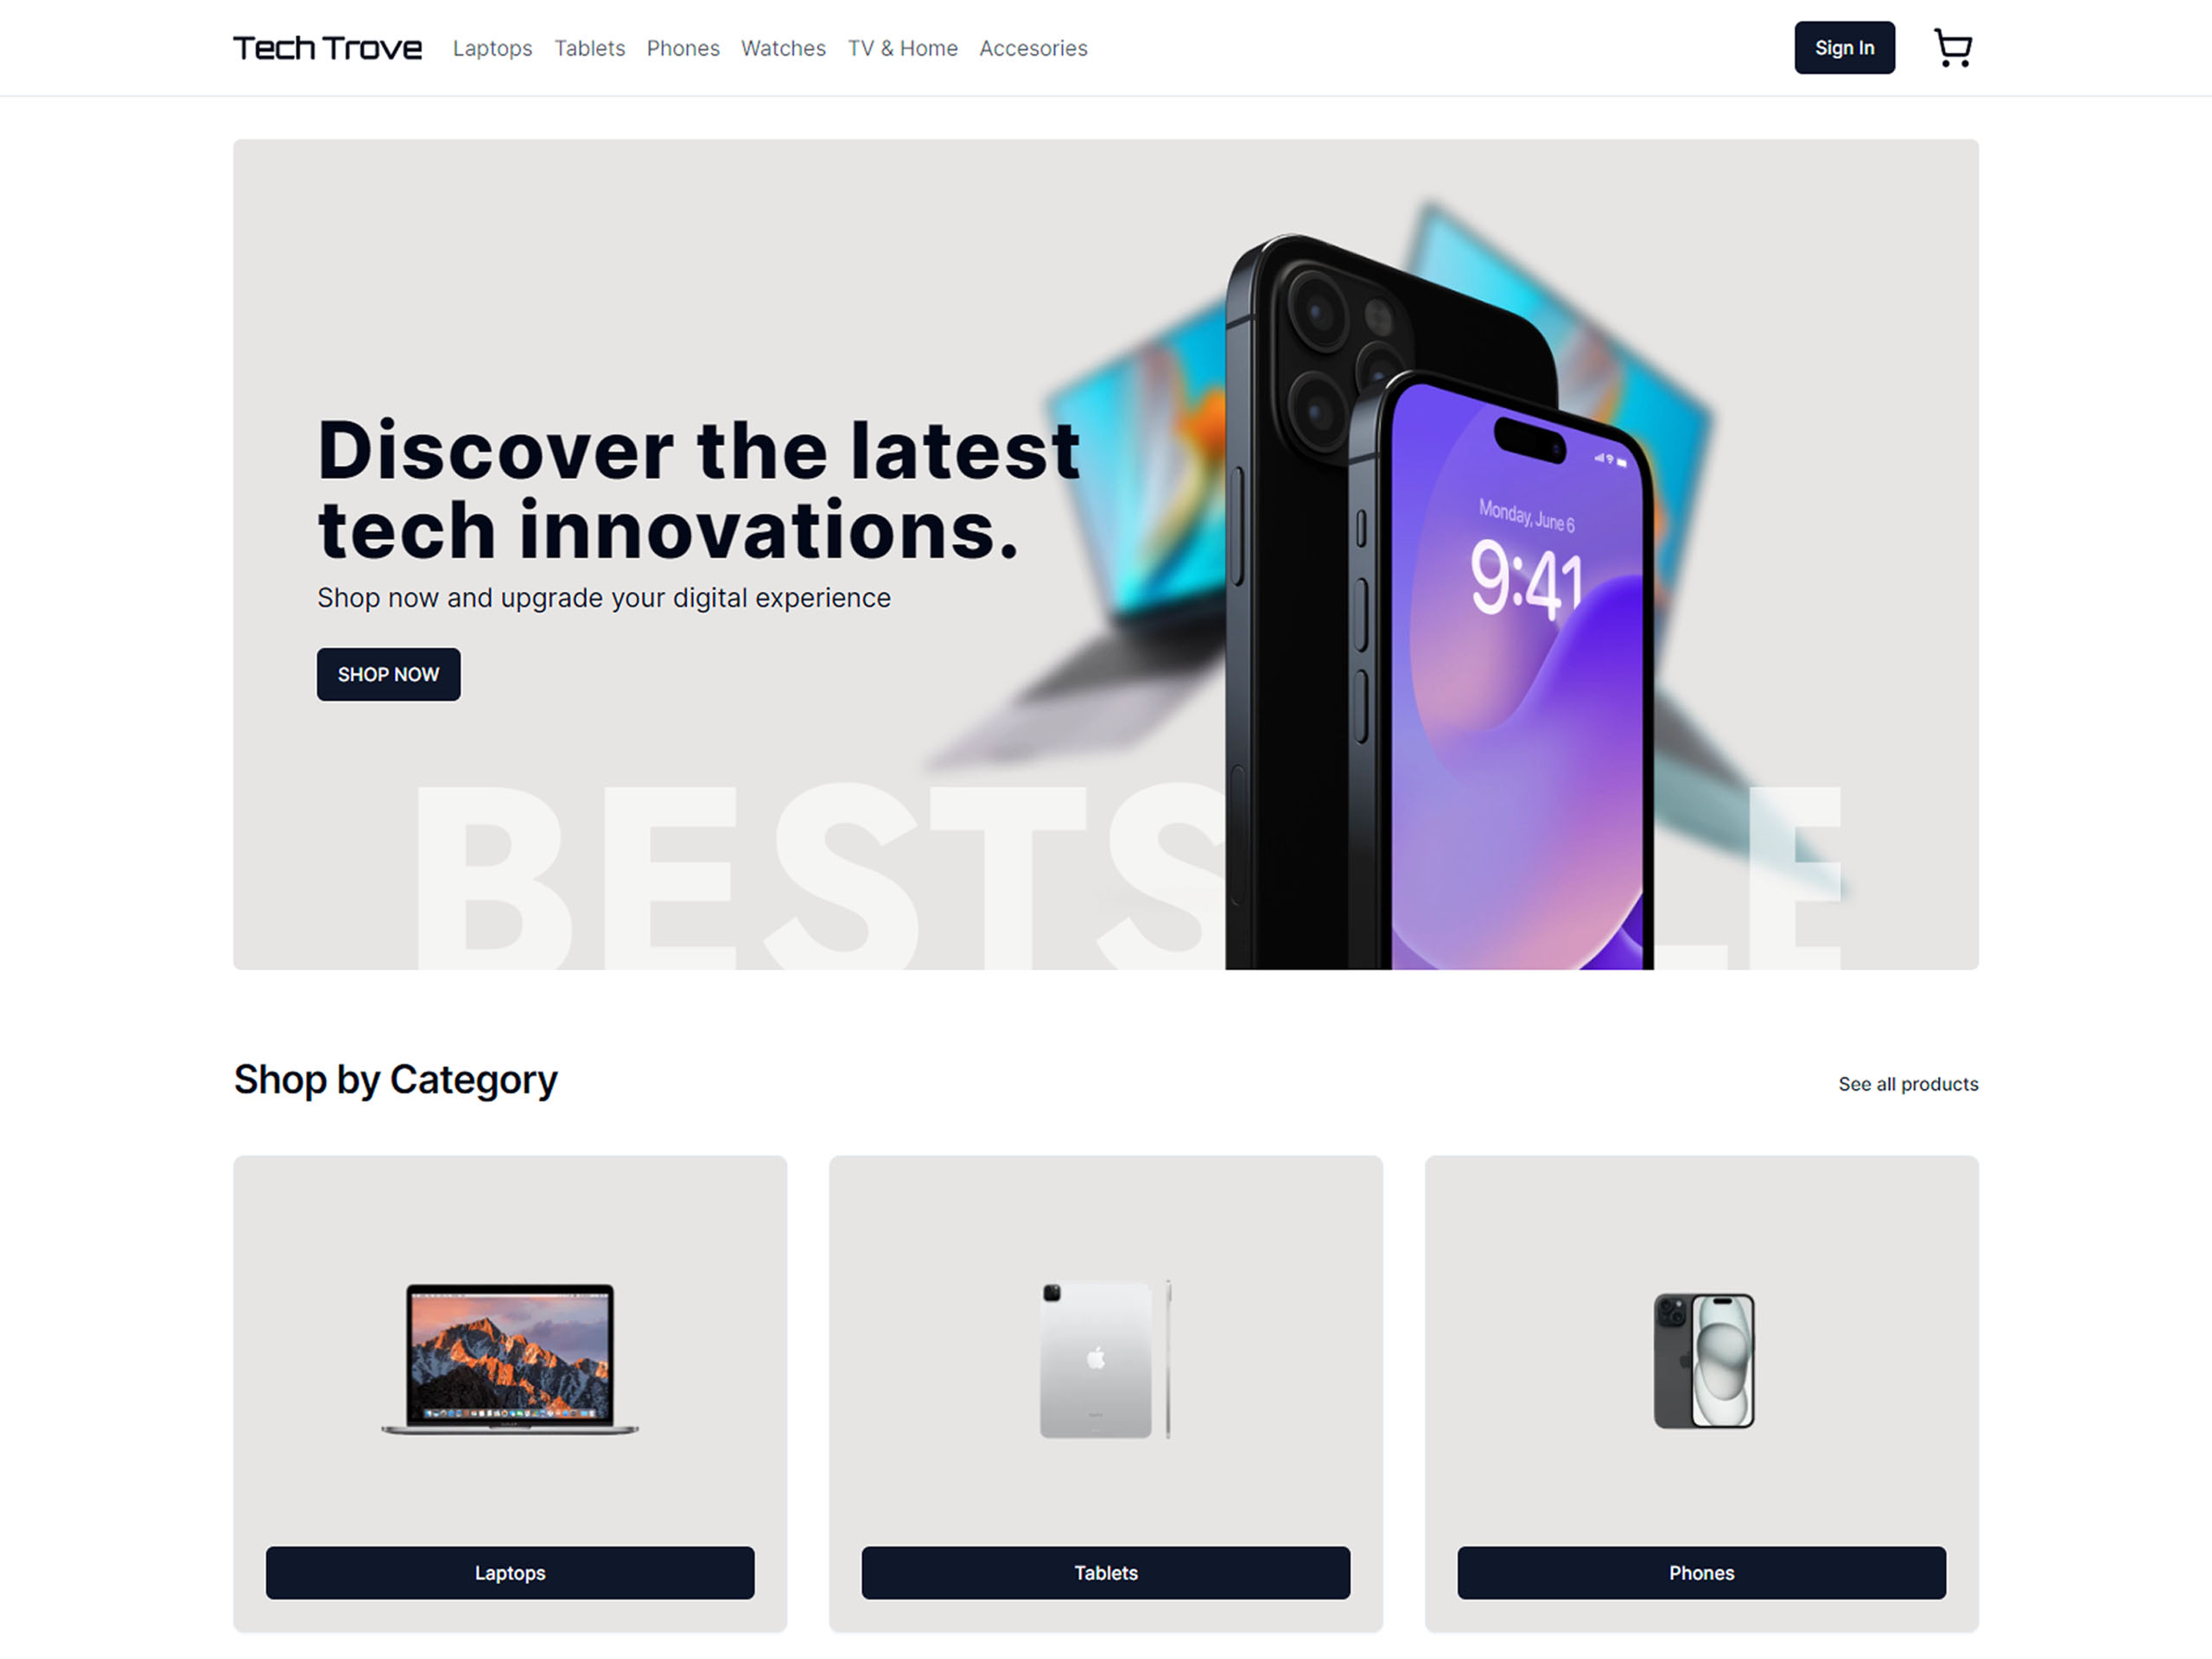 Tech Trove
Laptops
Tablets
Phones
Watches
TV & Home
Accesories
Sign In
Discover the latest
tech innovations.
Shop now and upgrade your digital experience
SHOP NOW
Monday, June 6
9:41
BESTS LE
Shop by Category
See all products
Laptops
Tablets
Phones